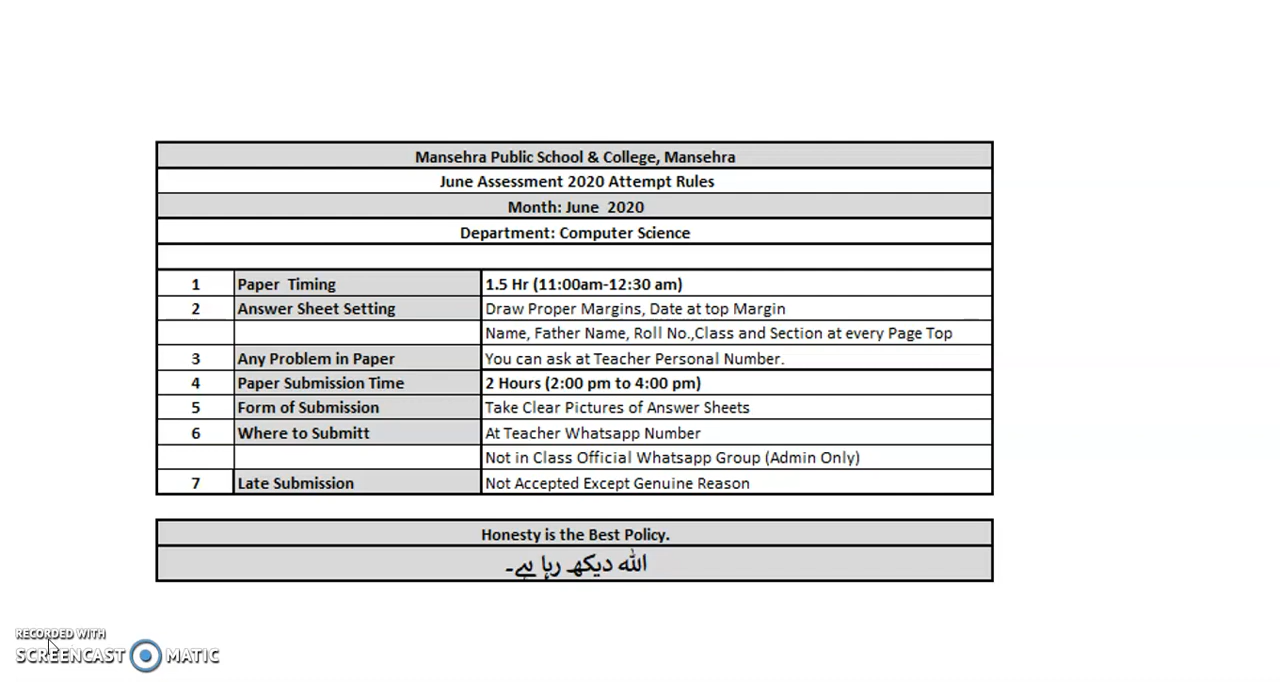 Mansehra Public School & College, Mansehra
June Assessment 2020 Attempt Rules
Month: June 2020
Department: Computer Science
1 Paper Timing 1.5 Hr (11:00am-12:30 am)
2 Answer Sheet Setting Draw Proper Margins, Date at top Margin
Name, Father Name, Roll No.,Class and Section at every Page Top
3 Any Problem in Paper You can ask at Teacher Personal Number.
4 Paper Submission Time 2 Hours (2:00 pm to 4:00 pm)
5 Form of Submission Take Clear Pictures of Answer Sheets
6 Where to Submitt At Teacher Whatsapp Number
Not in Class Official Whatsapp Group (Admin Only)
7 Late Submission Not Accepted Except Genuine Reason
Honesty is the Best Policy.
اللہ دیکھ رہا ہے۔
RECORDED WITH
SCREENCAST MATIC